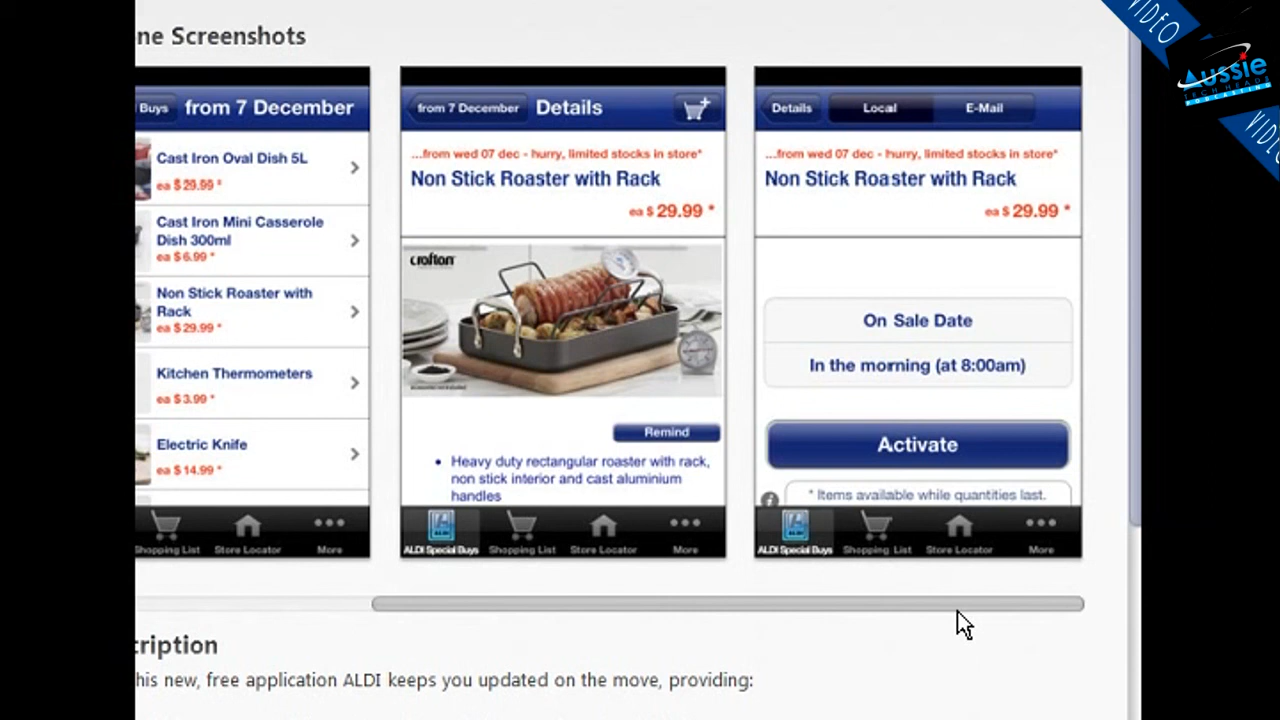 ne Screenshots
Buys
from 7 December
Cast Iron Oval Dish 5L
ea $29.99 *
Cast Iron Mini Casserole
Dish 300ml
ea $6.99 *
Non Stick Roaster with
Rack
ea $29.99 *
Kitchen Thermometers
ea $3.99 *
Electric Knife
ea $14.99 *
Shopping List
Store Locator
More
from 7 December
Details
...from wed 07 dec - hurry, limited stocks in store*
Non Stick Roaster with Rack
ea $ 29.99 *
crofton
Remind
• Heavy duty rectangular roaster with rack,
non stick interior and cast aluminium
handles
ALDI
ALDI Special Buys
Shopping List
Store Locator
More
Details
Local
E-Mail
...from wed 07 dec - hurry, limited stocks in store*
Non Stick Roaster with Rack
ea $ 29.99 *
On Sale Date
In the morning (at 8:00am)
Activate
* Items available while quantities last.
ALDI
ALDI Special Buys
Shopping List
Store Locator
More
cription
his new, free application ALDI keeps you updated on the move, providing:
VIDEO
Aussie
TECH HEADS
PODCASTING
VIDEO